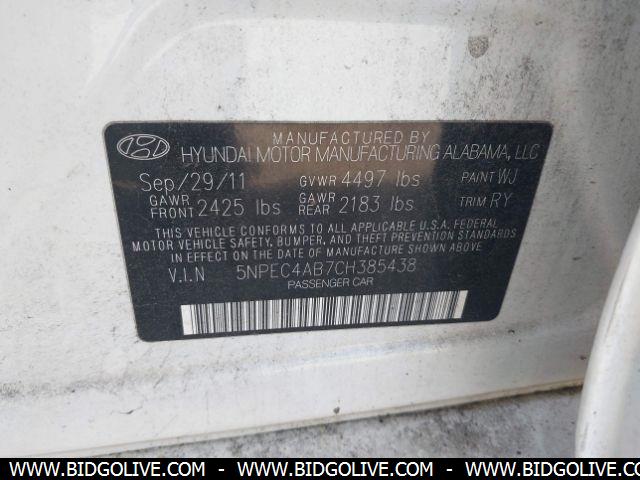 MANUFACTURED BY
HYUNDAI MOTOR MANUFACTURING ALABAMA, LLC
Sep/29/11 GVWR 4497 lbs PAINT WJ
GAWR FRONT 2425 lbs GAWR REAR 2183 lbs TRIM RY
THIS VEHICLE CONFORMS TO ALL APPLICABLE U.S.A. FEDERAL
MOTOR VEHICLE SAFETY, BUMPER, AND THEFT PREVENTION
STANDARDS IN EFFECT ON THE DATE OF MANUFACTURE SHOWN ABOVE.
V.I.N 5NPEC4AB7CH385438
PASSENGER CAR
WWW.BIDGOLIVE.COM - WWW.BIDGOLIVE.COM - WWW.BIDGOLIVE.COM